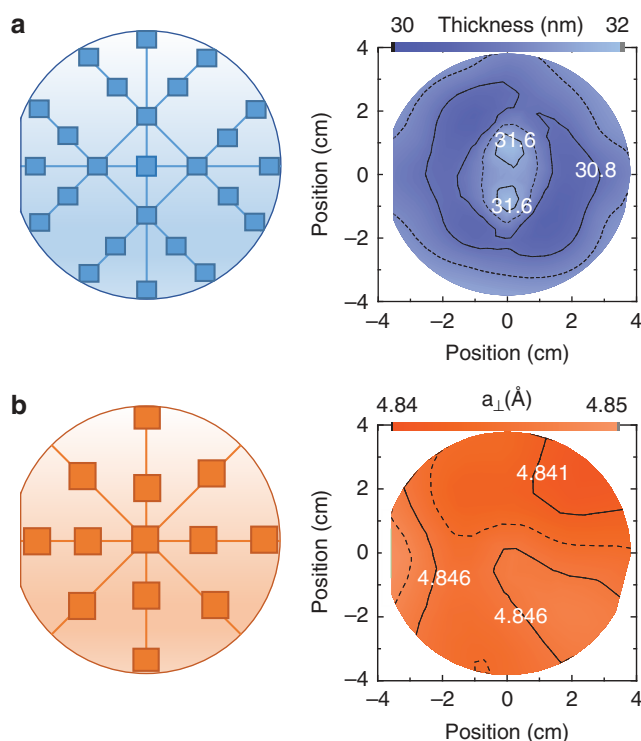 a
30 Thickness (nm) 32
4
2
0
−2
−4
Position (cm)
31.6
30.8
31.6
−4 −2 0 2 4
Position (cm)
b
4.84 a⊥(Å) 4.85
4
2
0
−2
−4
Position (cm)
4.841
4.846
4.846
−4 −2 0 2 4
Position (cm)